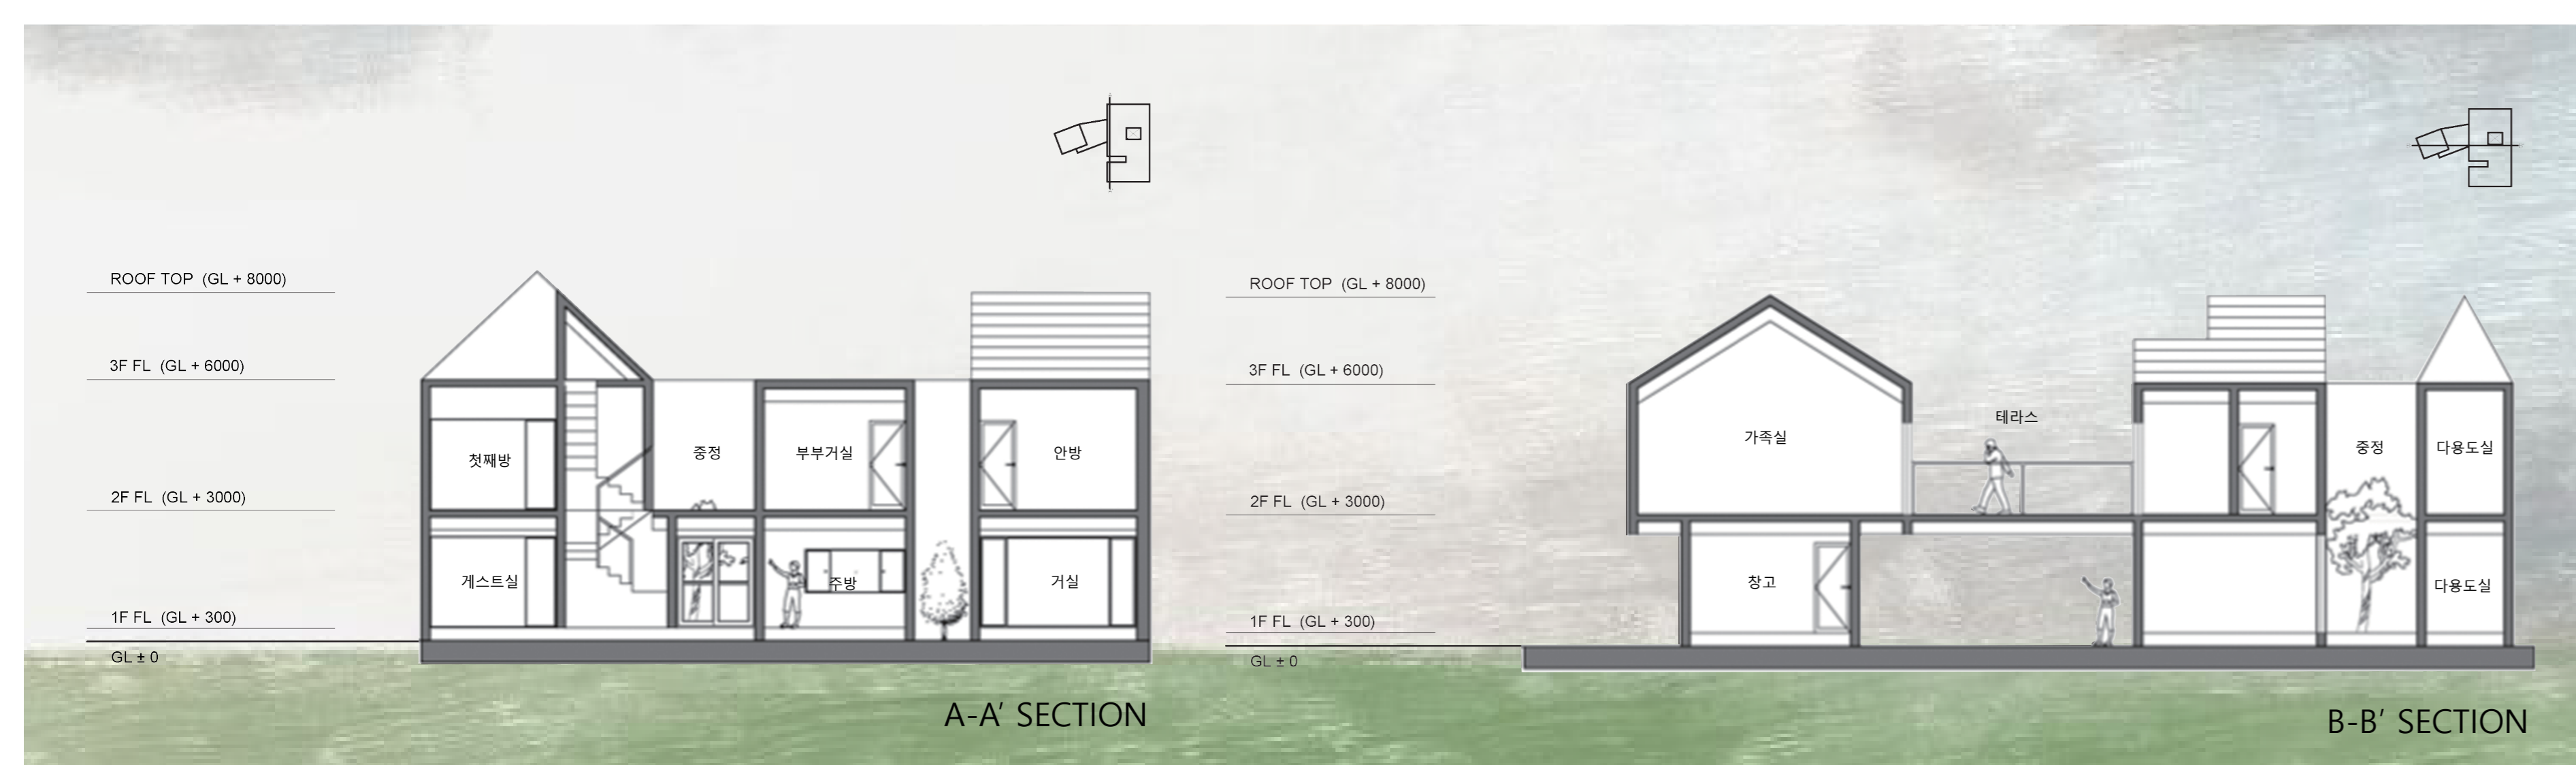 ROOF TOP (GL + 8000)
3F FL (GL + 6000)
2F FL (GL + 3000)
1F FL (GL + 300)
GL ± 0
첫째방
중정
부부거실
안방
게스트실
주방
거실
A-A’ SECTION
ROOF TOP (GL + 8000)
3F FL (GL + 6000)
2F FL (GL + 3000)
1F FL (GL + 300)
GL ± 0
테라스
가족실
중정
다용도실
창고
다용도실
B-B’ SECTION